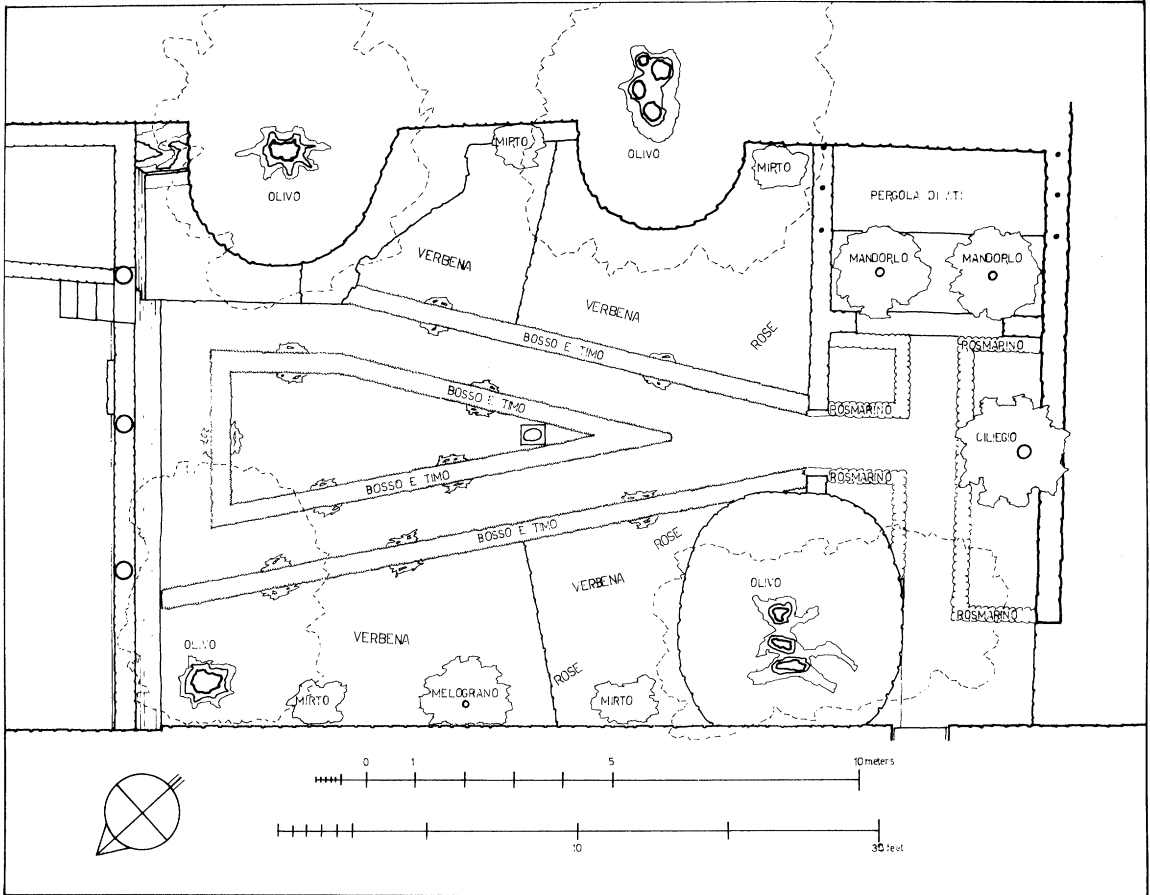 MIRTO
OLIVO
MIRTO
OLIVO
PERGOLA DI
VERBENA
MANDORLO
MANDORLO
VERBENA
ROSE
BOSSO E TIMO
ROSMARINO
BOSSO E TIMO
ROSMARINO
CILIEGIO
BOSSO E TIMO
ROSMARINO
BOSSO E TIMO
ROSE
VERBENA
OLIVO
ROSMARINO
VERBENA
OLIVO
ROSE
MIRTO
MELOGRANO
MIRTO
0 1 5 10 meters
10 30 feet